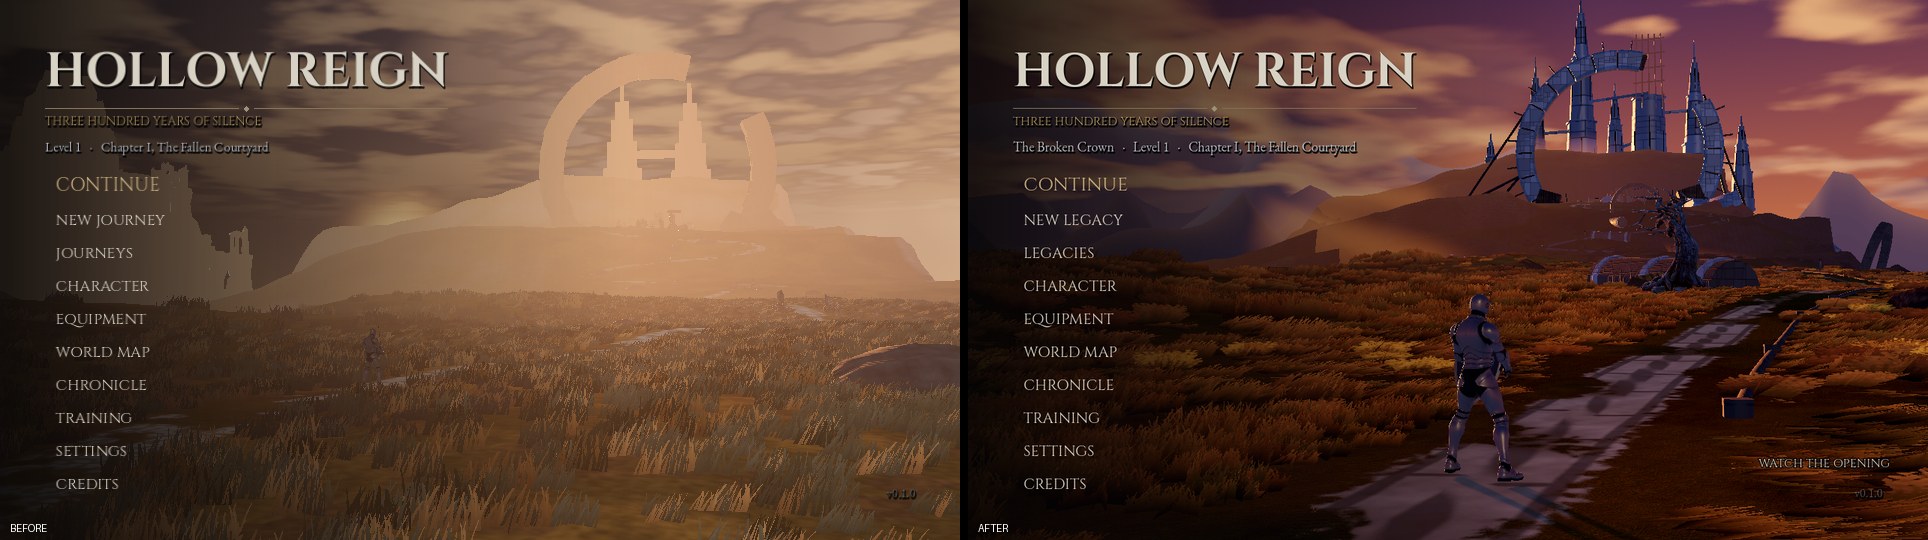 HOLLOW REIGN
THREE HUNDRED YEARS OF SILENCE
Level 1 · Chapter I, The Fallen Courtyard
CONTINUE
NEW JOURNEY
JOURNEYS
CHARACTER
EQUIPMENT
WORLD MAP
CHRONICLE
TRAINING
SETTINGS
CREDITS
v0.1.0
BEFORE
HOLLOW REIGN
THREE HUNDRED YEARS OF SILENCE
The Broken Crown · Level 1 · Chapter I, The Fallen Courtyard
CONTINUE
NEW LEGACY
LEGACIES
CHARACTER
EQUIPMENT
WORLD MAP
CHRONICLE
TRAINING
SETTINGS
CREDITS
WATCH THE OPENING
v0.1.0
AFTER